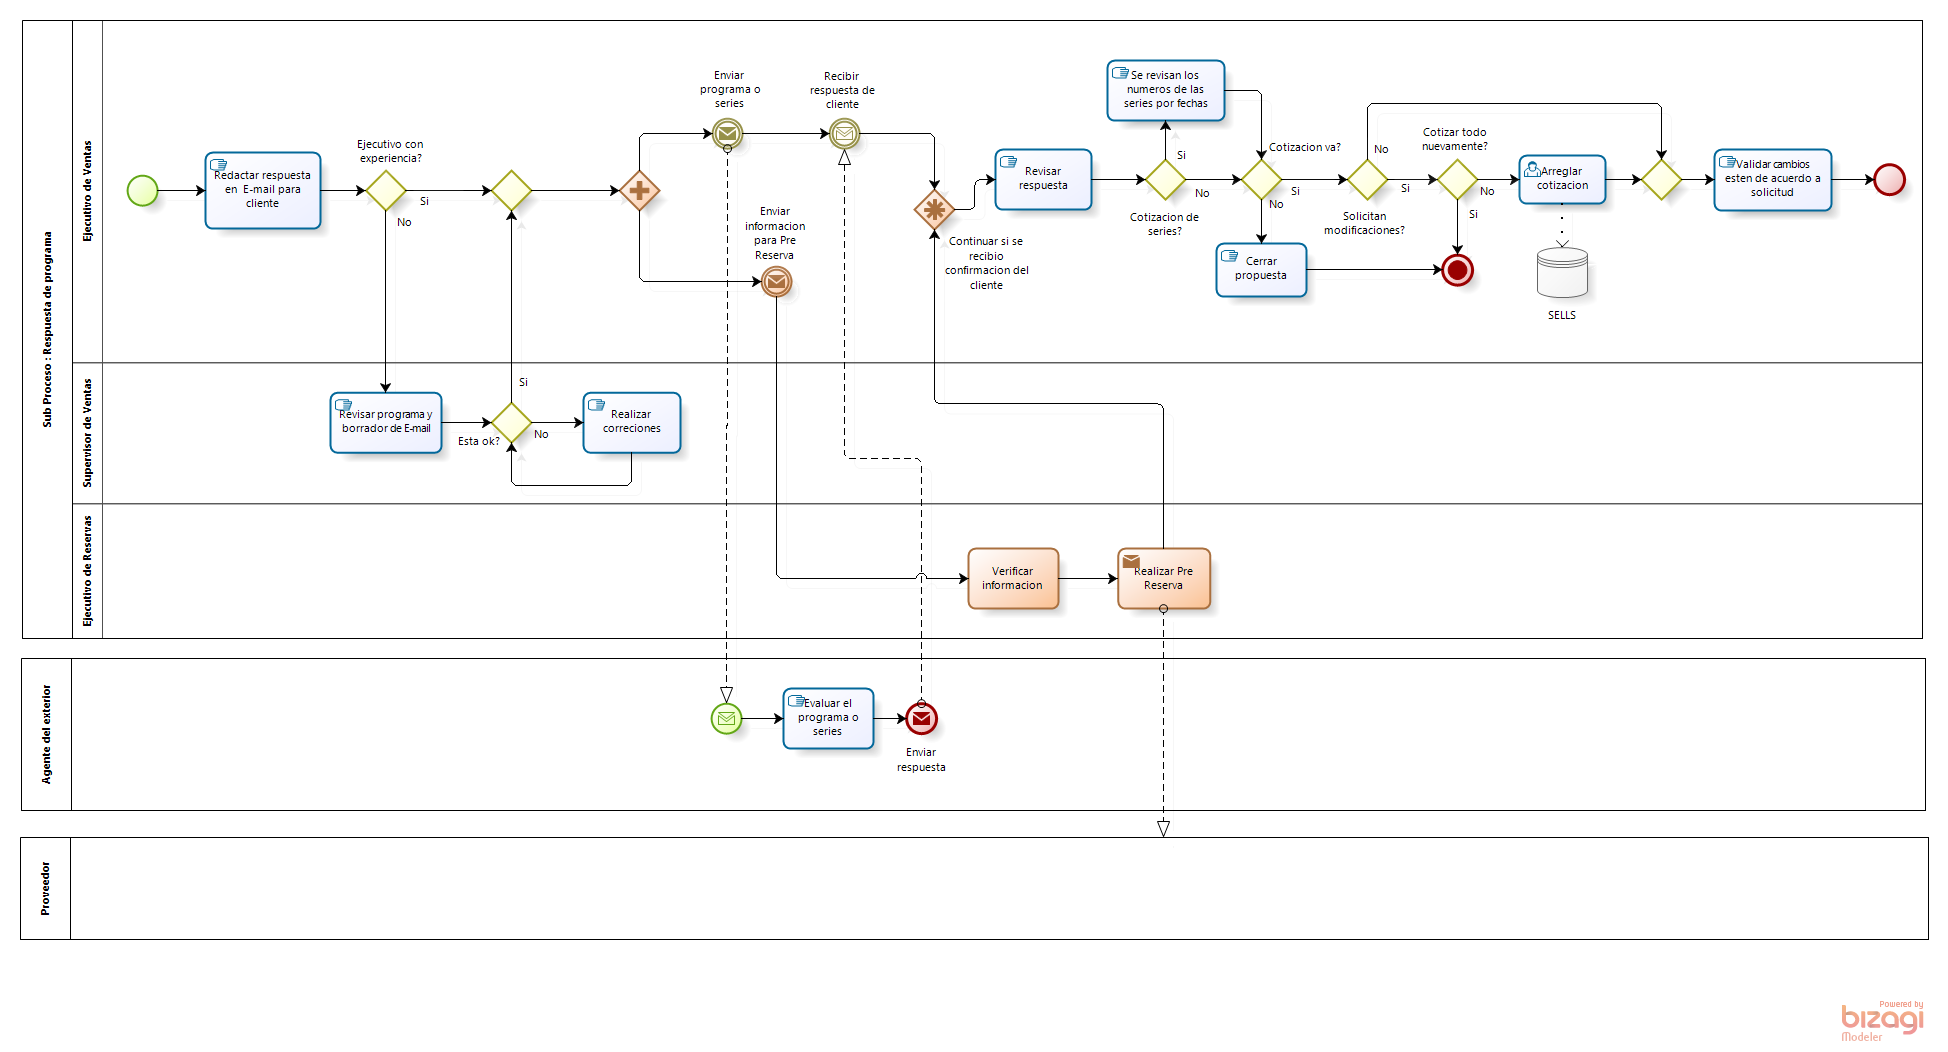 Sub Proceso : Respuesta de programa
Ejecutivo de Ventas
Redactar respuesta
en E-mail para
cliente
Ejecutivo con
experiencia?
Si
No
Enviar
programa o
series
Recibir
respuesta de
cliente
Enviar
informacion
para Pre
Reserva
Continuar si se
recibio
confirmacion del
cliente
Revisar
respuesta
Se revisan los
numeros de las
series por fechas
Si
No
Cotizacion de
series?
Cotizacion va?
Si
No
Cerrar
propuesta
No
Si
Solicitan
modificaciones?
Cotizar todo
nuevamente?
No
Si
Arreglar
cotizacion
SELLS
Validar cambios
esten de acuerdo a
solicitud
Supervisor de Ventas
Revisar programa y
borrador de E-mail
Esta ok?
Si
No
Realizar
correciones
Ejecutivo de Reservas
Verificar
informacion
Realizar Pre
Reserva
Agente del exterior
Evaluar el
programa o
series
Enviar
respuesta
Proveedor
Powered by
bizagi
Modeler